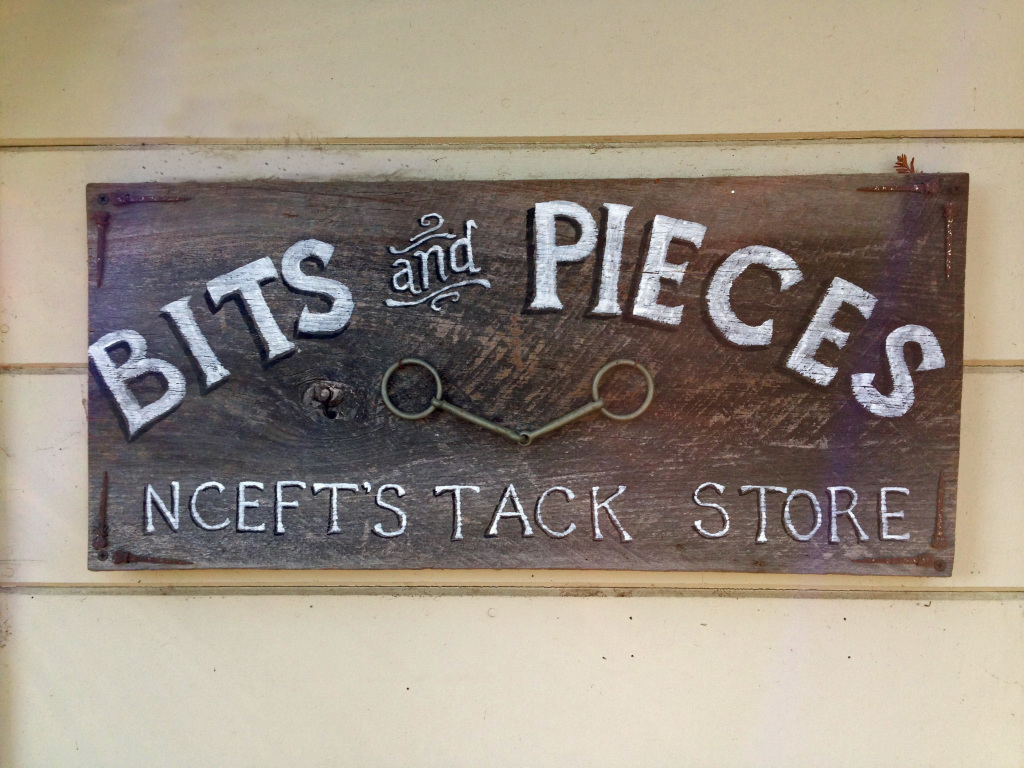 BITS and PIECES
NCEFT'S TACK STORE